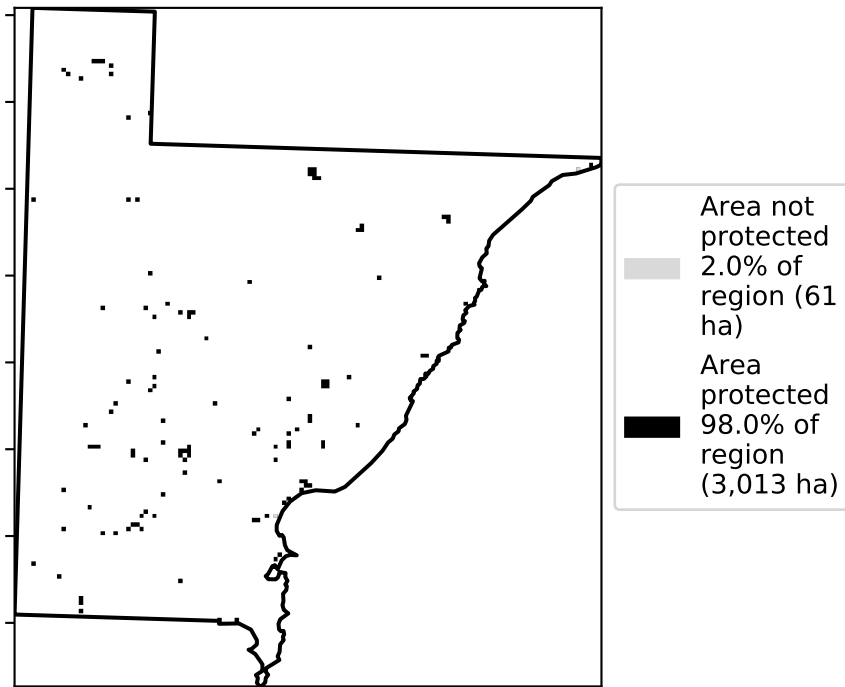 Area not
protected
2.0% of
region (61
ha)
Area
protected
98.0% of
region
(3,013 ha)